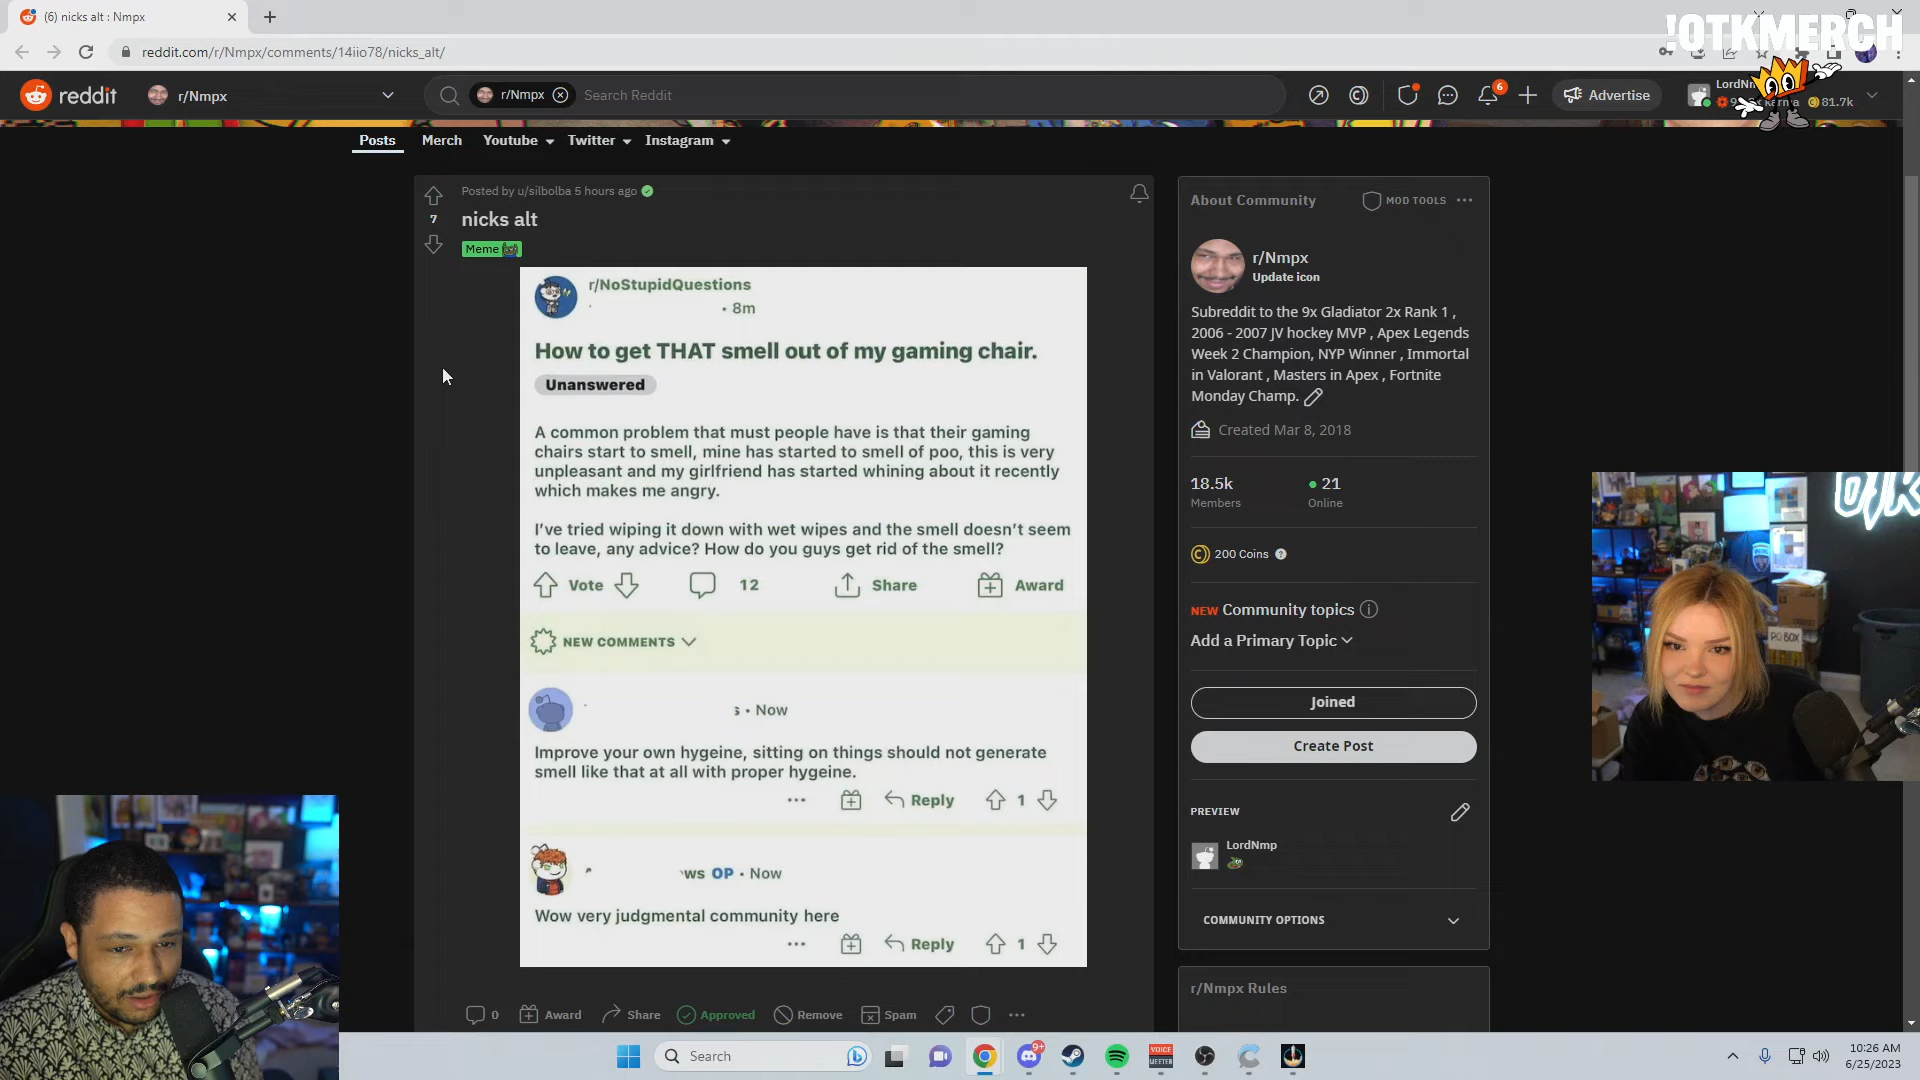 (6) nicks alt : Nmpx
!OTKMERCH
reddit.com/r/Nmpx/comments/14iio78/nicks_alt/
reddit
r/Nmpx
r/Nmpx
Search Reddit
6
Advertise
81.7k
Posts
Merch
Youtube
Twitter
Instagram
Posted by u/silbolba 5 hours ago
7
nicks alt
Meme
r/NoStupidQuestions
• 8m
How to get THAT smell out of my gaming chair.
Unanswered
A common problem that must people have is that their gaming
chairs start to smell, mine has started to smell of poo, this is very
unpleasant and my girlfriend has started whining about it recently
which makes me angry.
I've tried wiping it down with wet wipes and the smell doesn't seem
to leave, any advice? How do you guys get rid of the smell?
Vote
12
Share
Award
NEW COMMENTS
s • Now
Improve your own hygeine, sitting on things should not generate
smell like that at all with proper hygeine.
Reply
1
ws OP • Now
Wow very judgmental community here
Reply
1
0
Award
Share
Approved
Remove
Spam
About Community
MOD TOOLS
r/Nmpx
Update icon
Subreddit to the 9x Gladiator 2x Rank 1 ,
2006 - 2007 JV hockey MVP , Apex Legends
Week 2 Champion, NYP Winner , Immortal
in Valorant , Masters in Apex , Fortnite
Monday Champ.
Created Mar 8, 2018
18.5k
Members
21
Online
200 Coins
NEW Community topics
Add a Primary Topic
Joined
Create Post
PREVIEW
LordNmp
COMMUNITY OPTIONS
r/Nmpx Rules
PO BOX
Search
9+
VOICE
MEETER
10:26 AM
6/25/2023